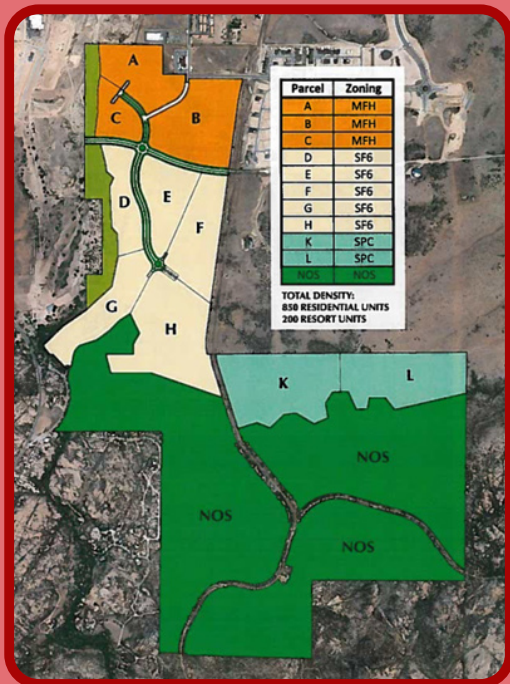 A
C
B
Parcel Zoning
A MFH
B MFH
C MFH
D SF6
E SF6
F SF6
G SF6
H SF6
K SPC
L SPC
NOS NOS
TOTAL DENSITY:
850 RESIDENTIAL UNITS
200 RESORT UNITS
D
E
F
G
H
K
L
NOS
NOS
NOS